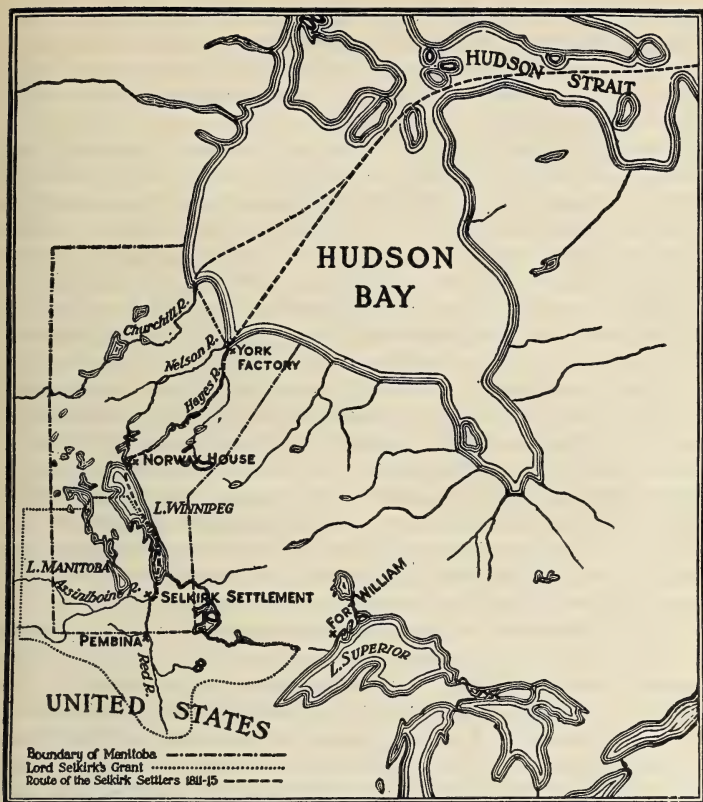 HUDSON
STRAIT
HUDSON
BAY
Churchill R.
Nelson R.
YORK
FACTORY
Hayes R.
NORWAY HOUSE
L. WINNIPEG
L. MANITOBA
Assiniboine R.
SELKIRK SETTLEMENT
FORT WILLIAM
PEMBINA
Red R.
L. SUPERIOR
UNITED STATES
Boundary of Manitoba
Lord Selkirk's Grant
Route of the Selkirk Settlers 1811-15